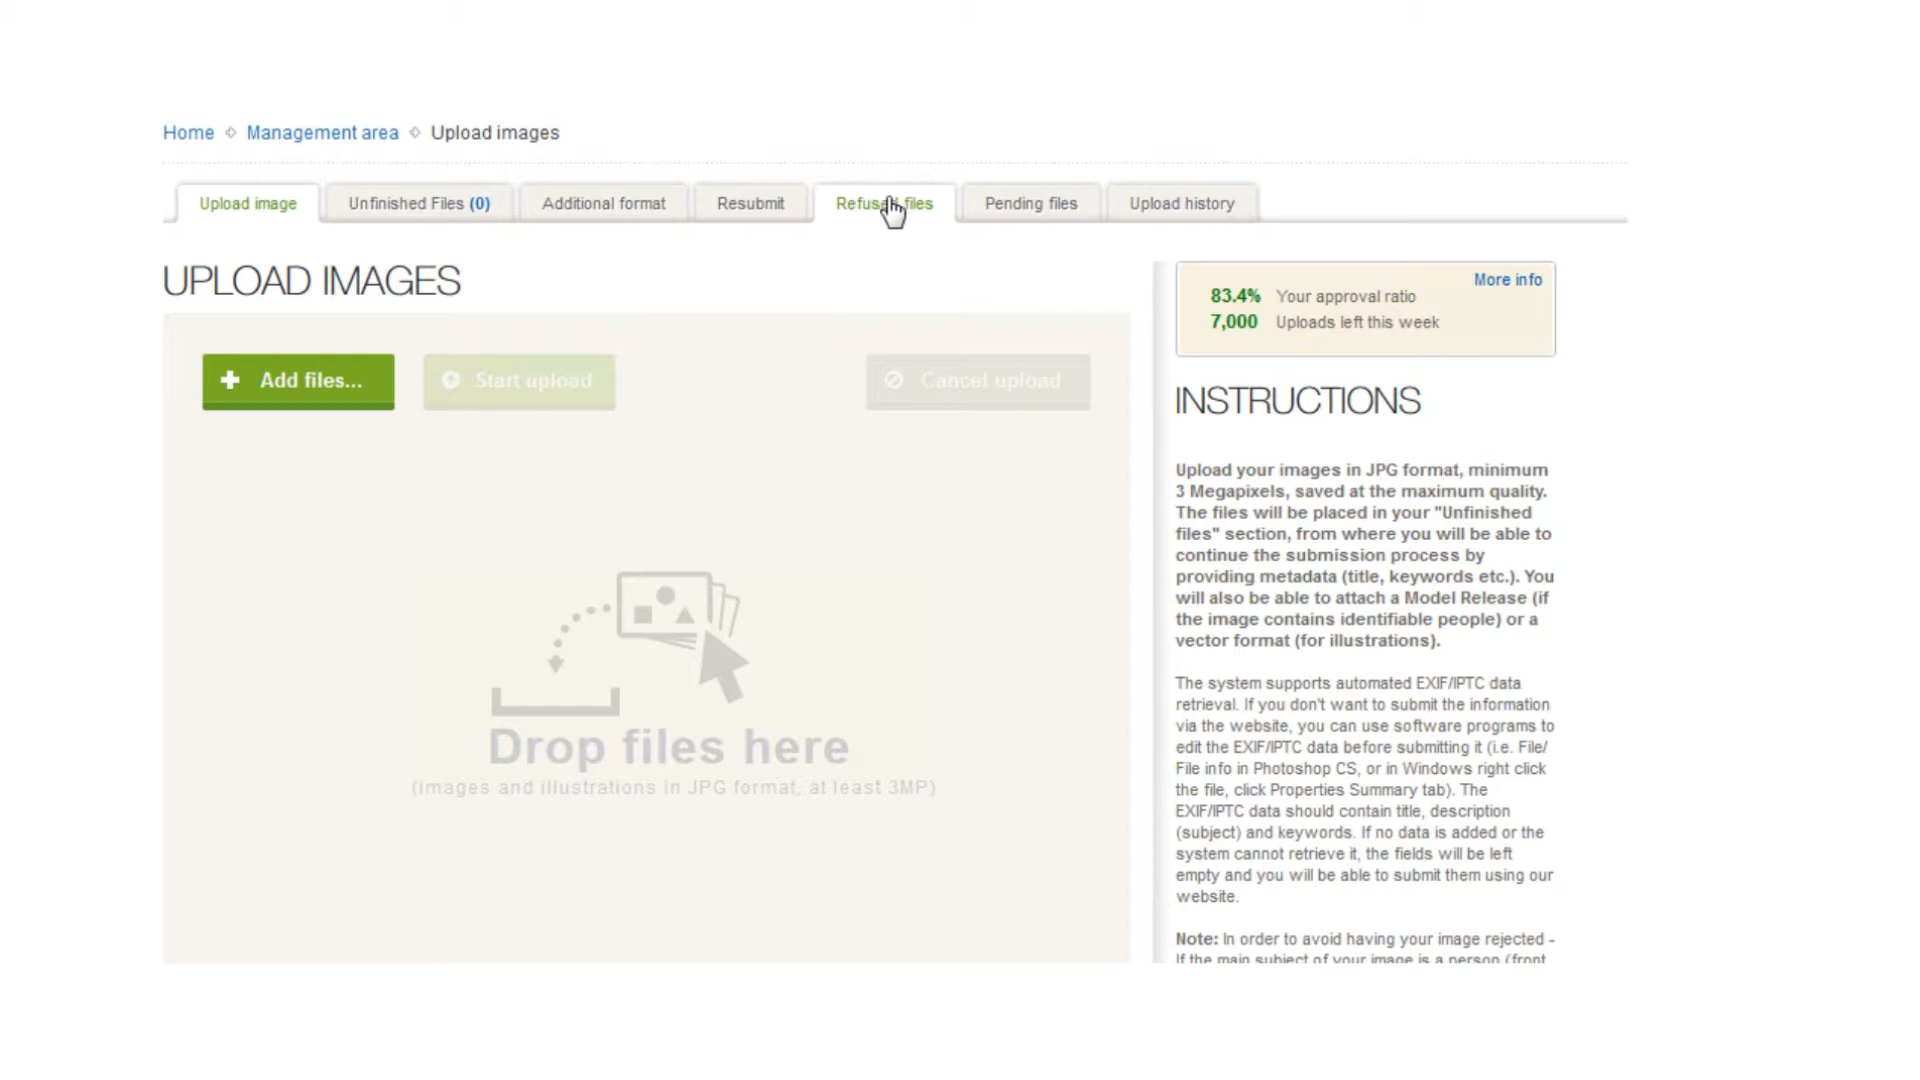 Home Management area Upload images
Upload image Unfinished Files (0) Additional format Resubmit Refused files Pending files Upload history
UPLOAD IMAGES
Add files... Start upload Cancel upload
Drop files here
(images and illustrations in JPG format, at least 3MP)
More info
83.4% Your approval ratio
7,000 Uploads left this week
INSTRUCTIONS
Upload your images in JPG format, minimum
3 Megapixels, saved at the maximum quality.
The files will be placed in your "Unfinished
files" section, from where you will be able to
continue the submission process by
providing metadata (title, keywords etc.). You
will also be able to attach a Model Release (if
the image contains identifiable people) or a
vector format (for illustrations).
The system supports automated EXIF/IPTC data
retrieval. If you don't want to submit the information
via the website, you can use software programs to
edit the EXIF/IPTC data before submitting it (i.e. File/
File info in Photoshop CS, or in Windows right click
the file, click Properties Summary tab). The
EXIF/IPTC data should contain title, description
(subject) and keywords. If no data is added or the
system cannot retrieve it, the fields will be left
empty and you will be able to submit them using our
website.
Note: In order to avoid having your image rejected -
If the main subject of your image is a person (front